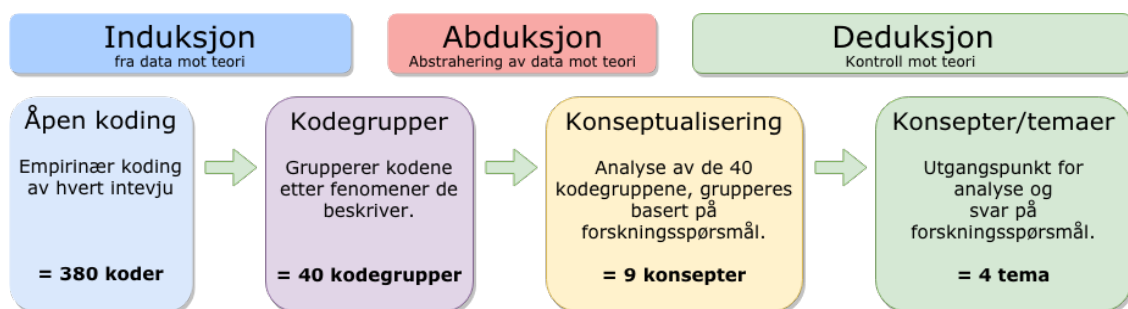 Induksjon
fra data mot teori
Abduksjon
Abstrahering av data mot teori
Deduksjon
Kontroll mot teori
Åpen koding
Empirinær koding
av hvert intevju
= 380 koder
Kodegrupper
Grupperer kodene
etter fenomener de
beskriver.
= 40 kodegrupper
Konseptualisering
Analyse av de 40
kodegruppene, grupperes
basert på
forskningsspørsmål.
= 9 konsepter
Konsepter/temaer
Utgangspunkt for
analyse og
svar på
forskningsspørsmål.
= 4 tema